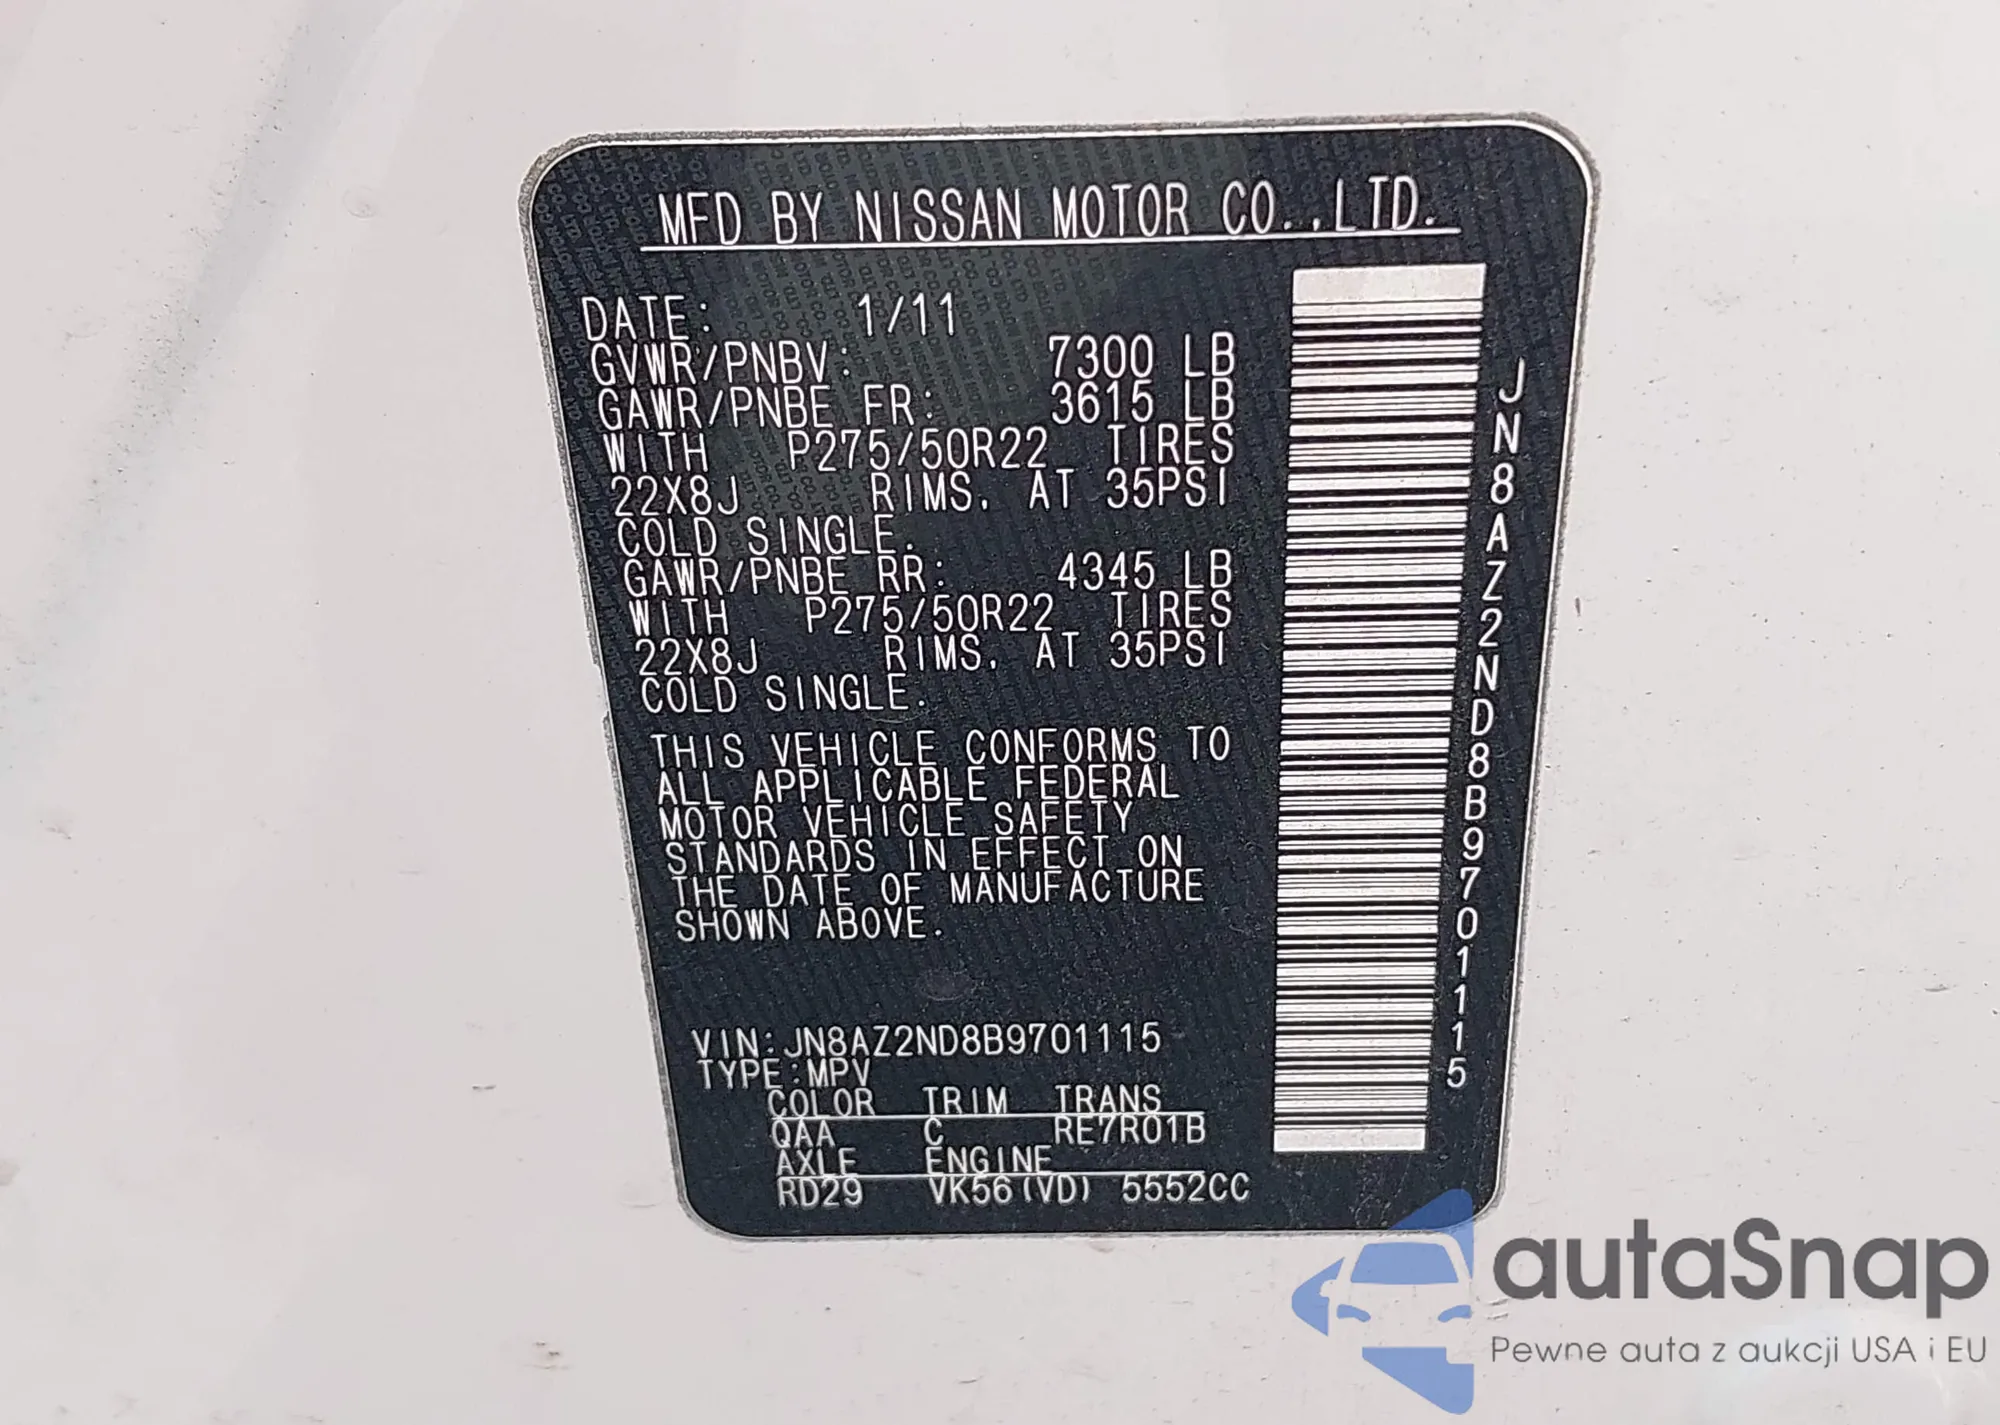 MFD BY NISSAN MOTOR CO.,LTD.
DATE: 1/11
GVWR/PNBV: 7300 LB
GAWR/PNBE FR: 3615 LB
WITH P275/50R22 TIRES
22X8J RIMS. AT 35PSI
COLD SINGLE.
GAWR/PNBE RR: 4345 LB
WITH P275/50R22 TIRES
22X8J RIMS. AT 35PSI
COLD SINGLE.
THIS VEHICLE CONFORMS TO
ALL APPLICABLE FEDERAL
MOTOR VEHICLE SAFETY
STANDARDS IN EFFECT ON
THE DATE OF MANUFACTURE
SHOWN ABOVE.
VIN:JN8AZ2ND8B9701115
TYPE:MPV
COLOR TRIM TRANS
QAA C RE7R01B
AXLE ENGINE
RD29 VK56(VD) 5552CC
JN8AZ2ND8B9701115
autaSnap
Pewne auta z aukcji USA i EU